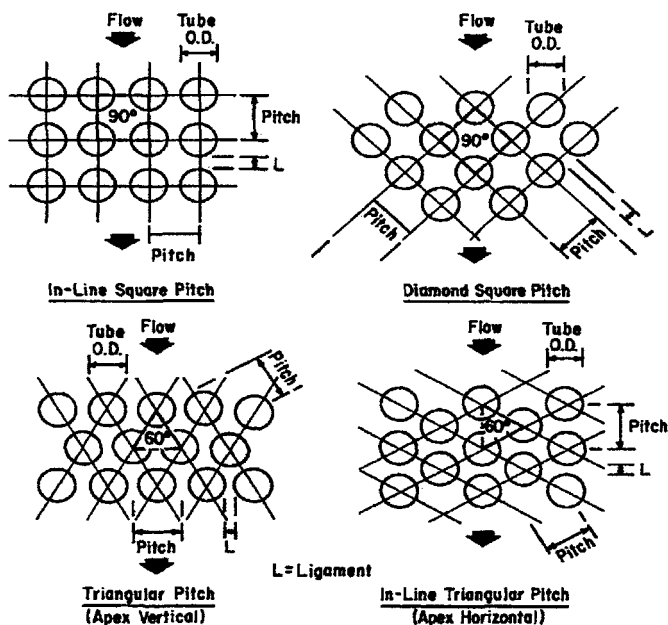 Flow
Tube
O.D.
90°
Pitch
L
Pitch
In-Line Square Pitch
Flow
Tube
O.D.
90°
Pitch
Pitch
L
Diamond Square Pitch
Tube
O.D.
Flow
Pitch
60°
Pitch
L
Triangular Pitch
(Apex Vertical)
L=Ligament
Flow
Tube
O.D.
60°
Pitch
L
Pitch
In-Line Triangular Pitch
(Apex Horizontal)